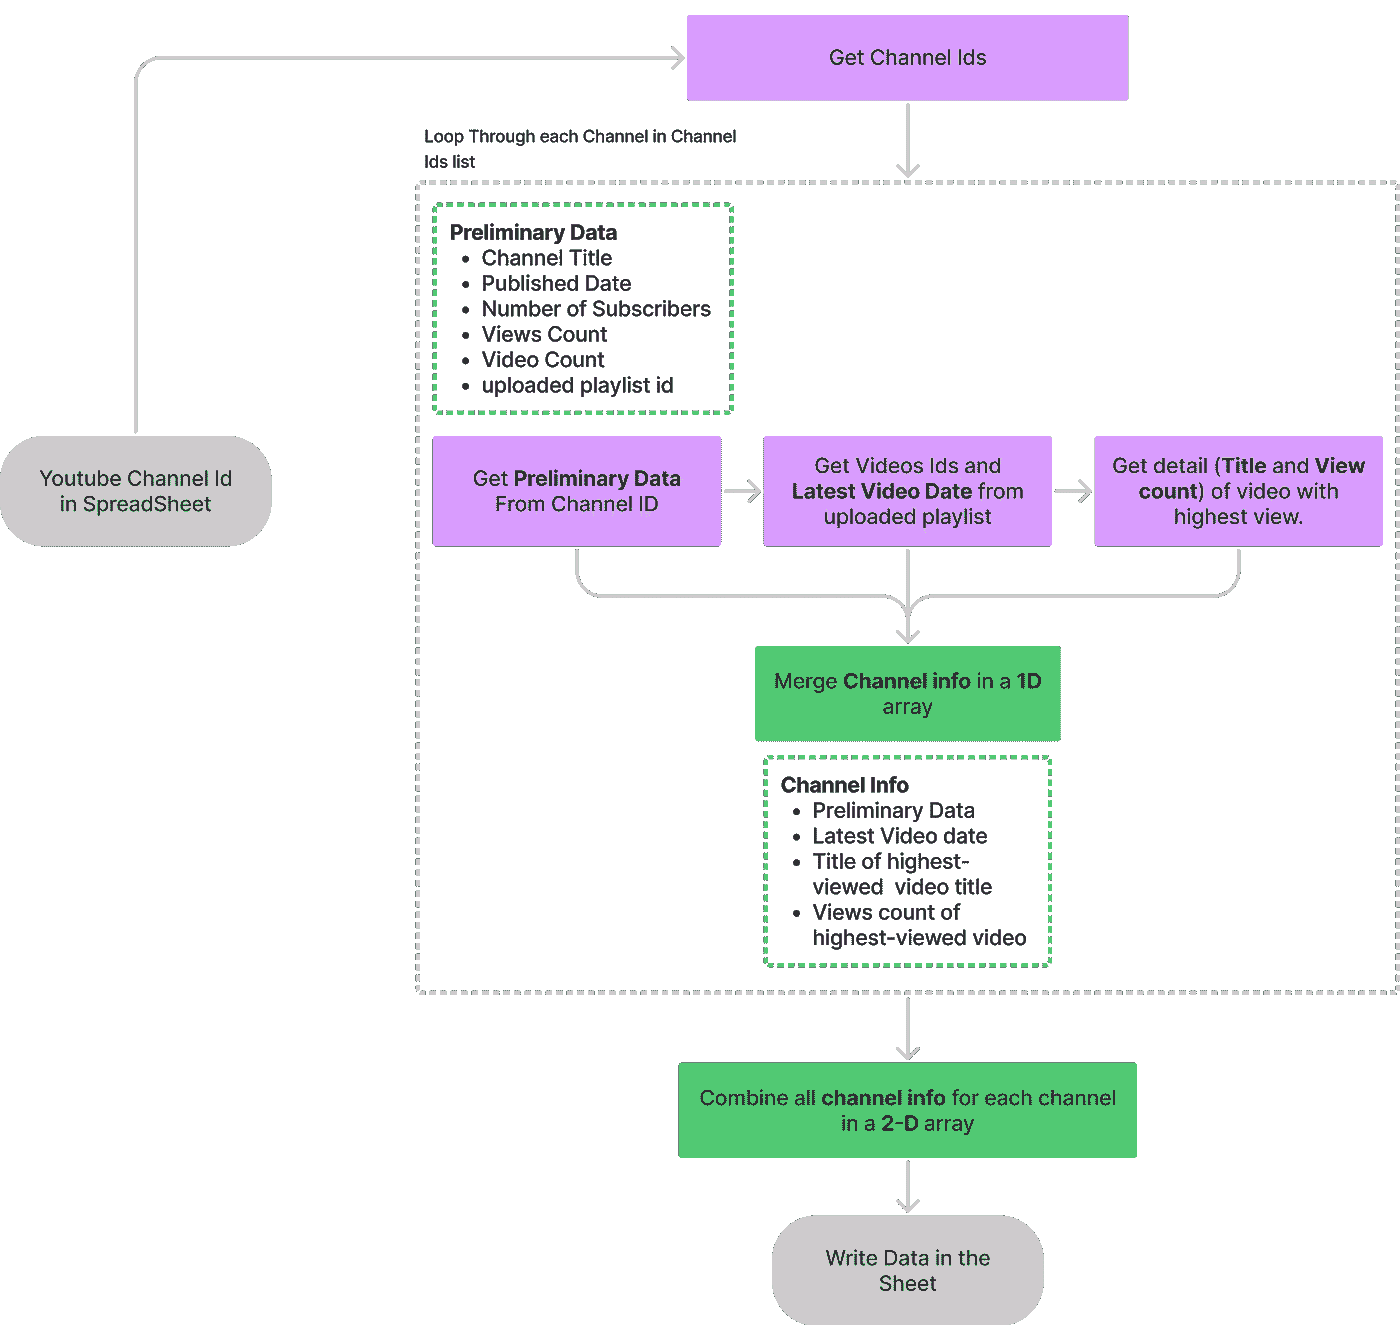 Get Channel Ids
Loop Through each Channel in Channel
Ids list
Preliminary Data
• Channel Title
• Published Date
• Number of Subscribers
• Views Count
• Video Count
• uploaded playlist id
Youtube Channel Id
in SpreadSheet
Get Preliminary Data
From Channel ID
Get Videos Ids and
Latest Video Date from
uploaded playlist
Get detail (Title and View
count) of video with
highest view.
Merge Channel info in a 1D
array
Channel Info
• Preliminary Data
• Latest Video date
• Title of highest-
viewed  video title
• Views count of
highest-viewed video
Combine all channel info for each channel
in a 2-D array
Write Data in the
Sheet